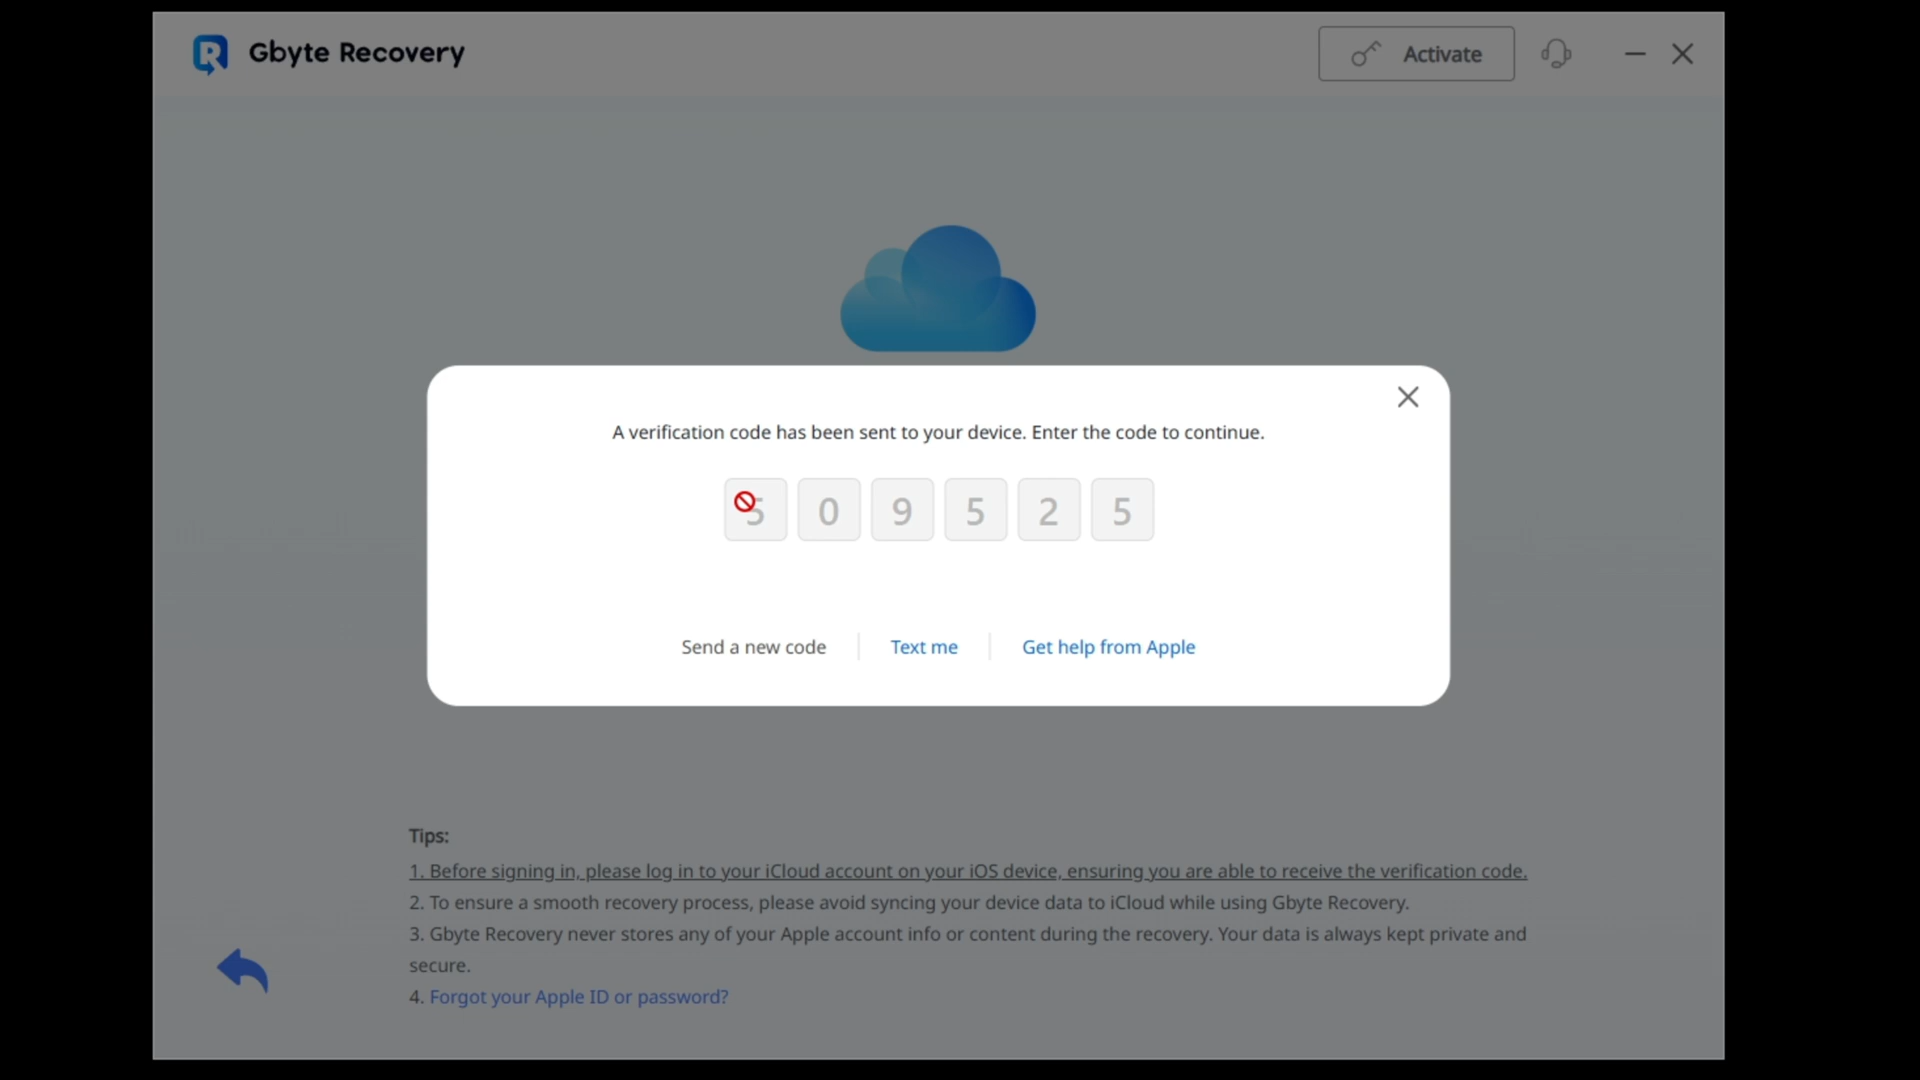 Gbyte Recovery
Activate
A verification code has been sent to your device. Enter the code to continue.
5 0 9 5 2 5
Send a new code
Text me
Get help from Apple
Tips:
1. Before signing in, please log in to your iCloud account on your iOS device, ensuring you are able to receive the verification code.
2. To ensure a smooth recovery process, please avoid syncing your device data to iCloud while using Gbyte Recovery.
3. Gbyte Recovery never stores any of your Apple account info or content during the recovery. Your data is always kept private and
secure.
4. Forgot your Apple ID or password?